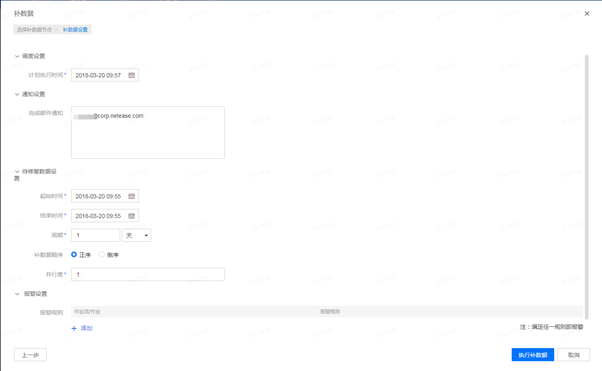 补数据
选择补数据节点 > 补数据设置
调度设置
计划执行时间* 2018-03-20 09:57
通知设置
完成邮件通知
@corp.netease.com
待修复数据设
置
起始时间* 2018-03-20 09:55
结束时间* 2018-03-20 09:55
周期* 1 天
补数据顺序 正序 倒序
并行度* 1
报警设置
报警规则 作业流/作业 报警规则
+ 添加
注：满足任一规则即报警
上一步 执行补数据 取消